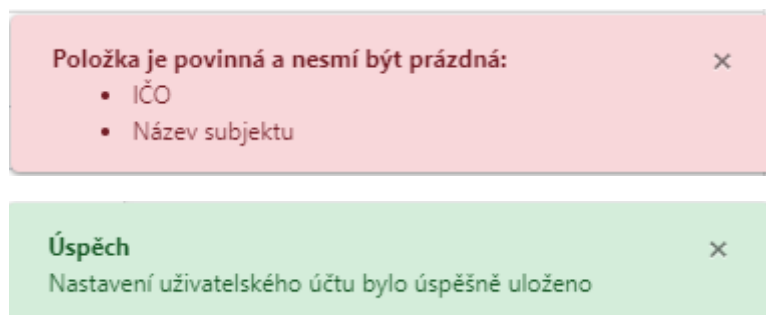 Položka je povinná a nesmí být prázdná:
• IČO
• Název subjektu
Úspěch
Nastavení uživatelského účtu bylo úspěšně uloženo